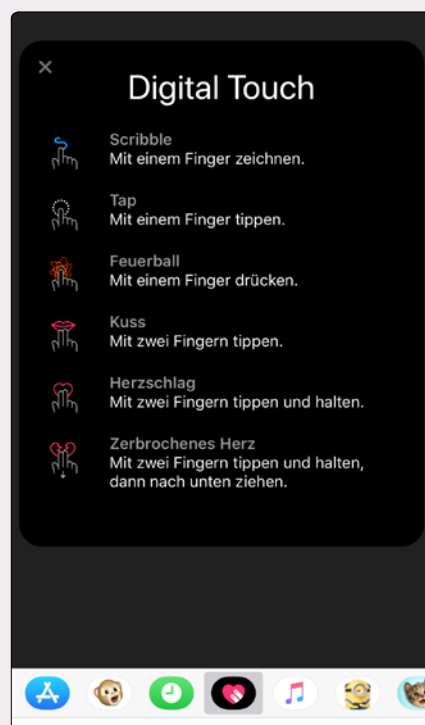 Digital Touch
Scribble
Mit einem Finger zeichnen.
Tap
Mit einem Finger tippen.
Feuerball
Mit einem Finger drücken.
Kuss
Mit zwei Fingern tippen.
Herzschlag
Mit zwei Fingern tippen und halten.
Zerbrochenes Herz
Mit zwei Fingern tippen und halten,
dann nach unten ziehen.